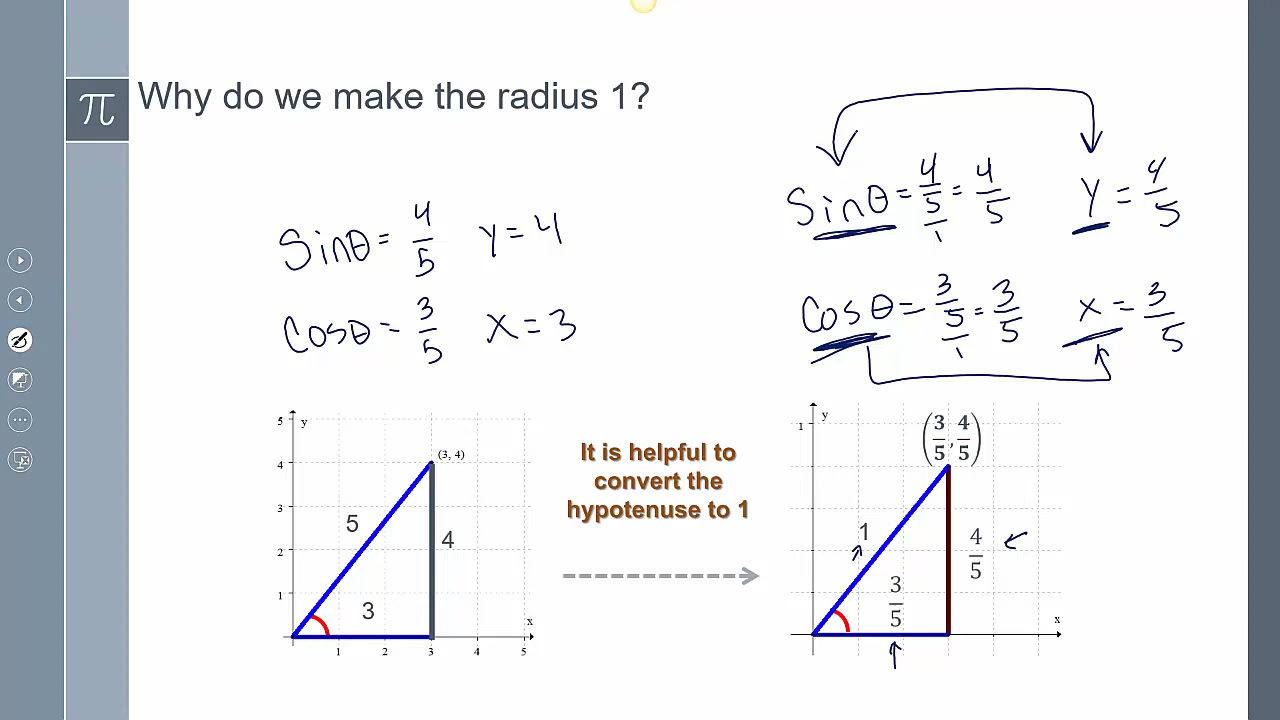 π
Why do we make the radius 1?
Sinθ = 4/5 y = 4
Cosθ = 3/5 x = 3
Sinθ = 4/5/1 = 4/5 y = 4/5
Cosθ = 3/5/1 = 3/5 x = 3/5
y
5
4
3
2
1
(3, 4)
5
4
3
x
1 2 3 4 5
It is helpful to
convert the
hypotenuse to 1
y
1
(3/5, 4/5)
1
4/5
3/5
x